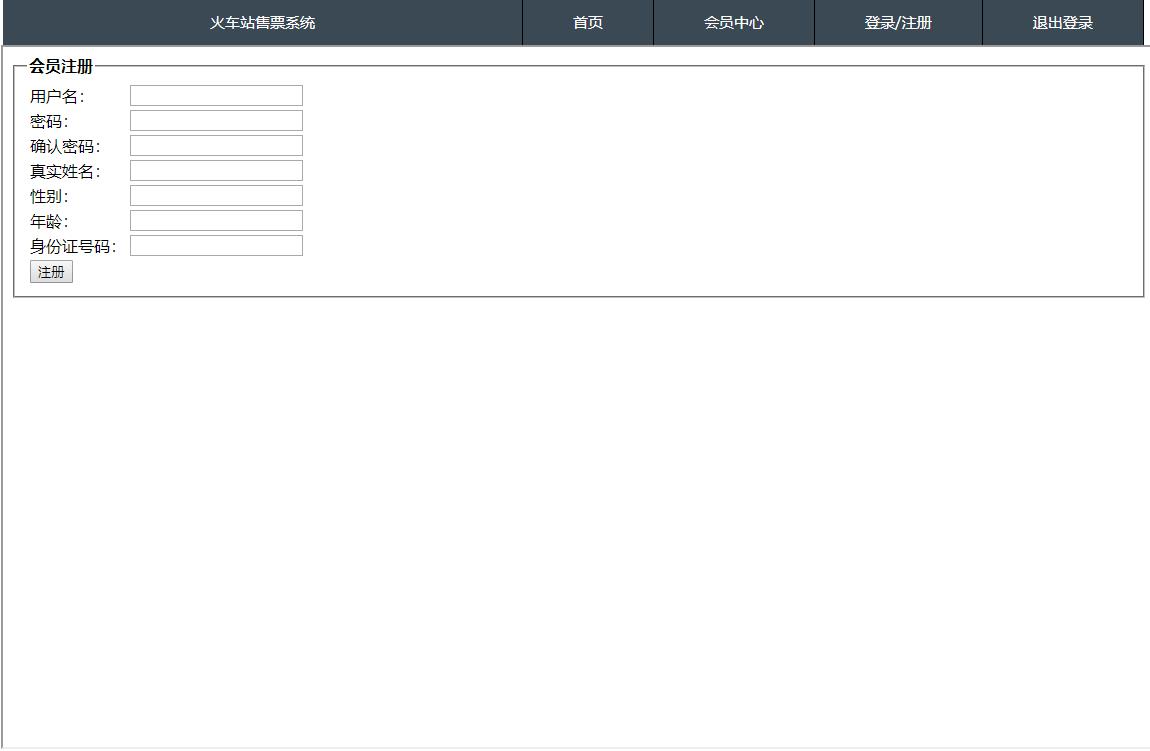 火车站售票系统 首页 会员中心 登录/注册 退出登录
会员注册
用户名：
密码：
确认密码：
真实姓名：
性别：
年龄：
身份证号码：
注册